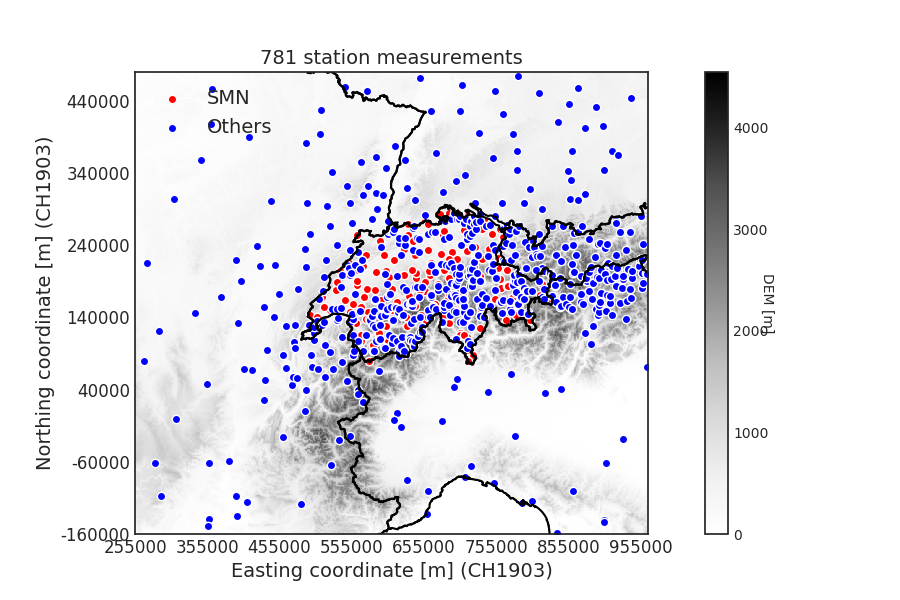 781 station measurements
SMN
Others
440000
340000
240000
140000
40000
-60000
-160000
255000 355000 455000 555000 655000 755000 855000 955000
Easting coordinate [m] (CH1903)
Northing coordinate [m] (CH1903)
4000
3000
2000
1000
0
DEM [m]